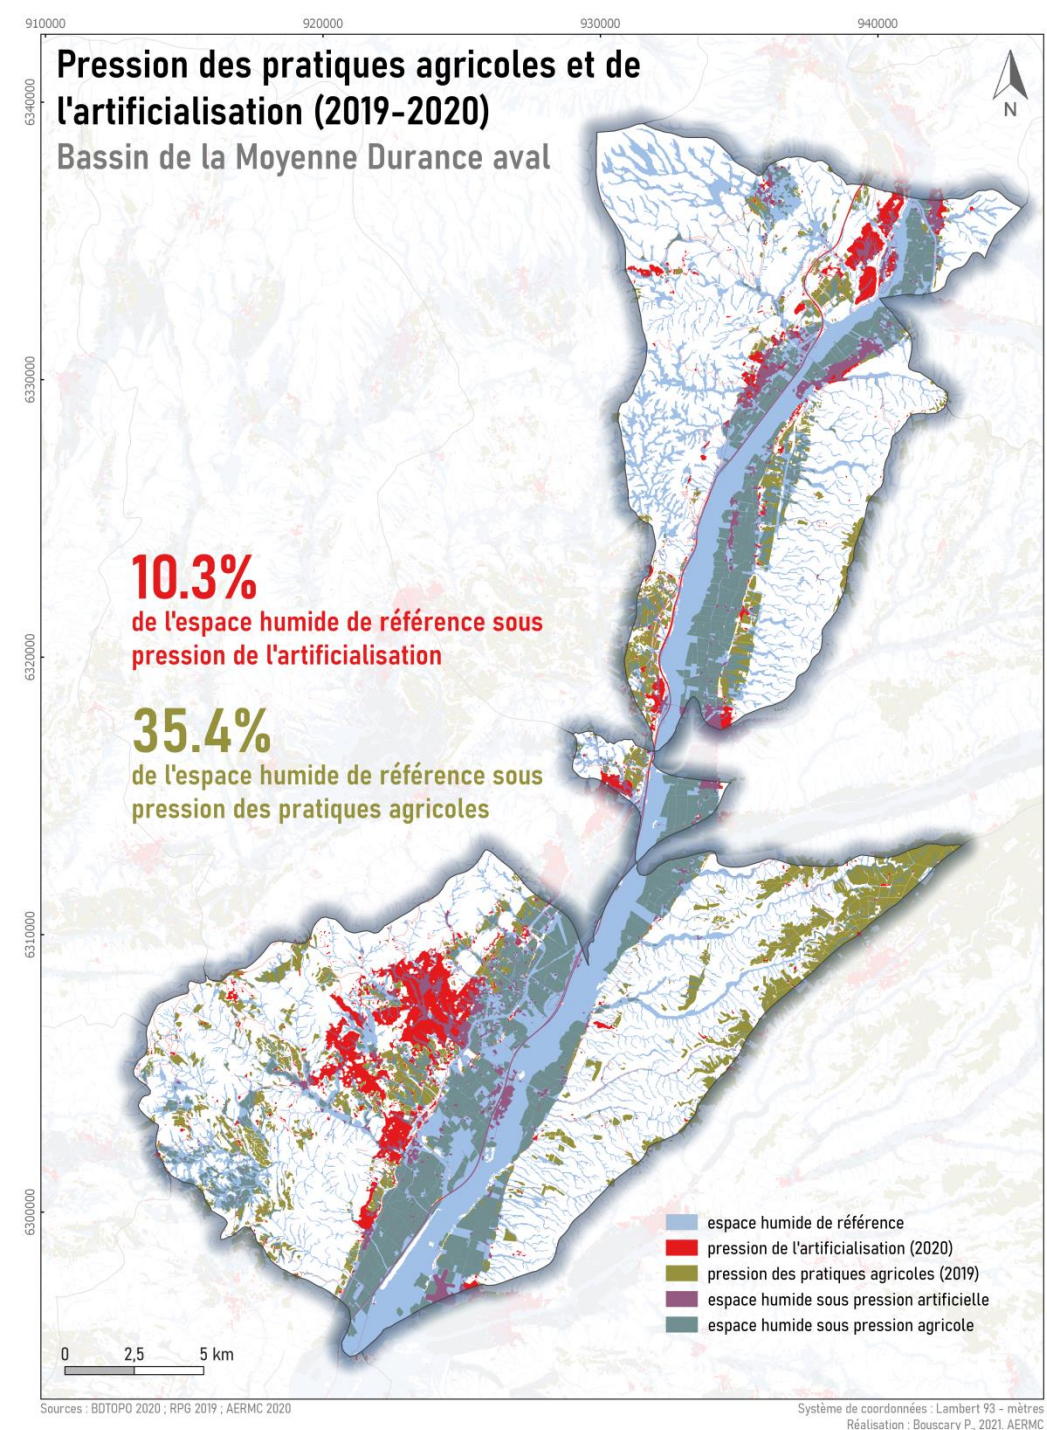 910000
920000
930000
940000
Pression des pratiques agricoles et de
l'artificialisation (2019-2020)
Bassin de la Moyenne Durance aval
N
6340000
6330000
6320000
6310000
6300000
10.3%
de l'espace humide de référence sous
pression de l'artificialisation
35.4%
de l'espace humide de référence sous
pression des pratiques agricoles
espace humide de référence
pression de l'artificialisation (2020)
pression des pratiques agricoles (2019)
espace humide sous pression artificielle
espace humide sous pression agricole
0 2,5 5 km
Sources : BDTOPO 2020 ; RPG 2019 ; AERMC 2020
Système de coordonnées : Lambert 93 - mètres
Réalisation : Bouscary P., 2021. AERMC